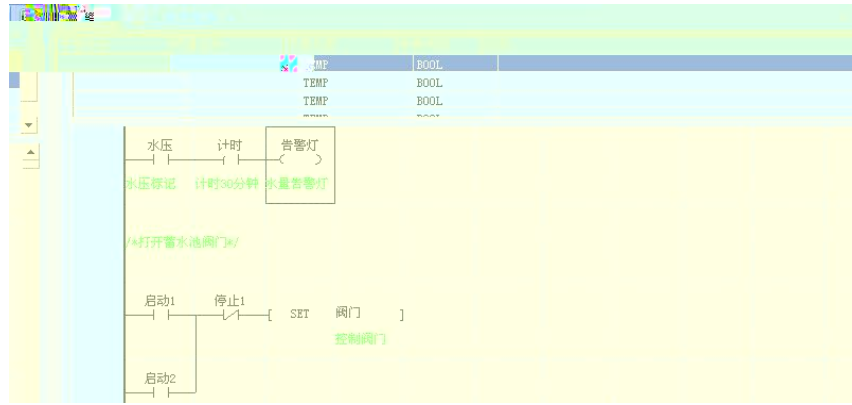 TEMP BOOL
TEMP BOOL
TEMP BOOL
水压 计时 告警灯
水压标记 计时30分钟 水量告警灯
/*打开蓄水池阀门*/
启动1 停止1 [ SET 阀门 ]
控制阀门
启动2